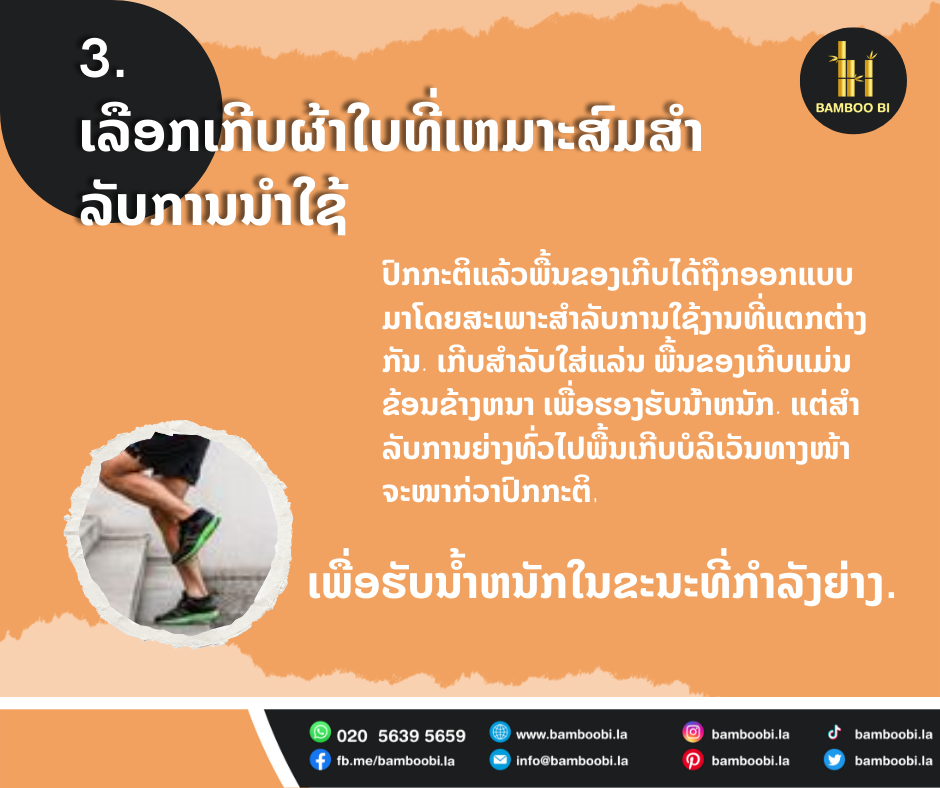 3.
ເລືອກເກີບຜ້າໃບທີ່ເຫມາະສົມສຳ
ລັບການນຳໃຊ້
BAMBOO BI
ປົກກະຕິແລ້ວພື້ນຂອງເກີບໄດ້ຖືກອອກແບບ
ມາໂດຍສະເພາະສຳລັບການໃຊ້ງານທີ່ແຕກຕ່າງ
ກັນ. ເກີບສຳລັບໃສ່ແລ່ນ ພື້ນຂອງເກີບແມ່ນ
ຂ້ອນຂ້າງຫນາ ເພື່ອຮອງຮັບນ້ຳຫນັກ. ແຕ່ສຳ
ລັບການຍ່າງທົ່ວໄປພື້ນເກີບບໍລິເວັນທາງໜ້າ
ຈະໜາກ່ວາປົກກະຕິ.
ເພື່ອຮັບນ້ຳຫນັກໃນຂະນະທີ່ກຳລັງຍ່າງ.
020 5639 5659 www.bamboobi.la bamboobi.la bamboobi.la
fb.me/bamboobi.la info@bamboobi.la bamboobi.la bamboobi.la